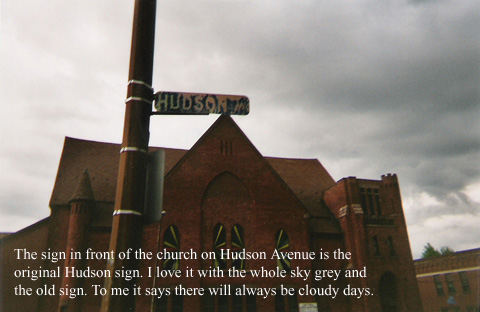 HUDSON
The sign in front of the church on Hudson Avenue is the
original Hudson sign. I love it with the whole sky grey and
the old sign. To me it says there will always be cloudy days.